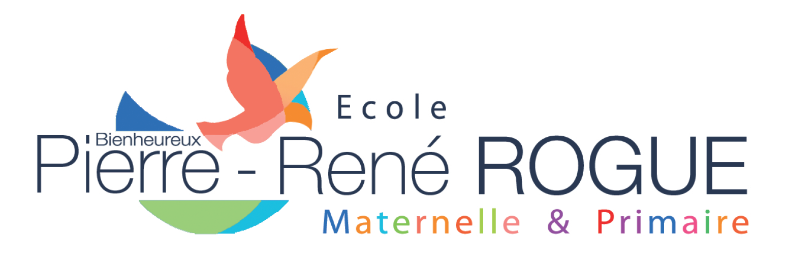 Ecole
Bienheureux
Pierre - René ROGUE
Maternelle & Primaire